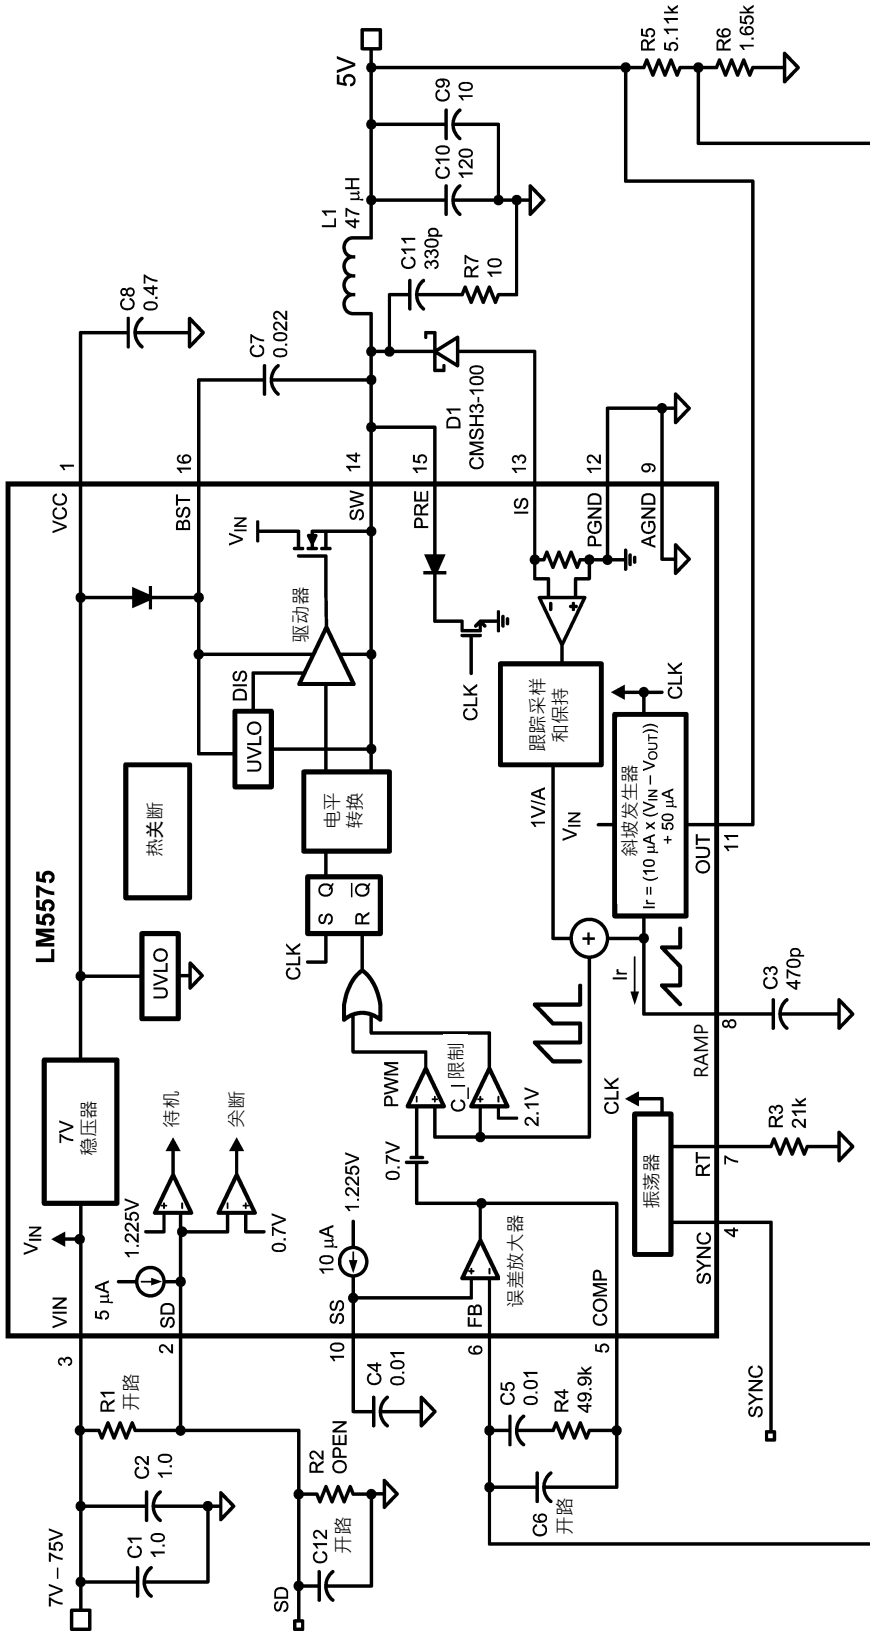 7V – 75V
C1
1.0
C2
1.0
R1
开路
3
VIN
VIN
7V
稳压器
LM5575
UVLO
热关断
VCC
1
C8
0.47
SD
C12
开路
R2
OPEN
2
SD
5 µA
1.225V
待机
关断
0.7V
10
SS
10 µA
1.225V
C4
0.01
CLK
S
Q
R
Q
电平
转换
UVLO
DIS
驱动器
VIN
BST
16
C7
0.022
SW
14
L1
47 µH
5V
C10
120
C9
10
C11
330p
R7
10
D1
CMSH3-100
PRE
15
CLK
IS
13
PGND
12
AGND
9
R5
5.11k
R6
1.65k
6
FB
误差放大器
0.7V
PWM
+
C_I 限制
+
2.1V
1V/A
+
跟踪采样
和保持
VIN
斜坡发生器
Ir = (10 µA x (VIN – VOUT))
+ 50 µA
CLK
Ir
C5
0.01
R4
49.9k
C6
开路
5
COMP
振荡器
CLK
SYNC
4
SYNC
RT
7
R3
21k
RAMP
8
C3
470p
OUT
11